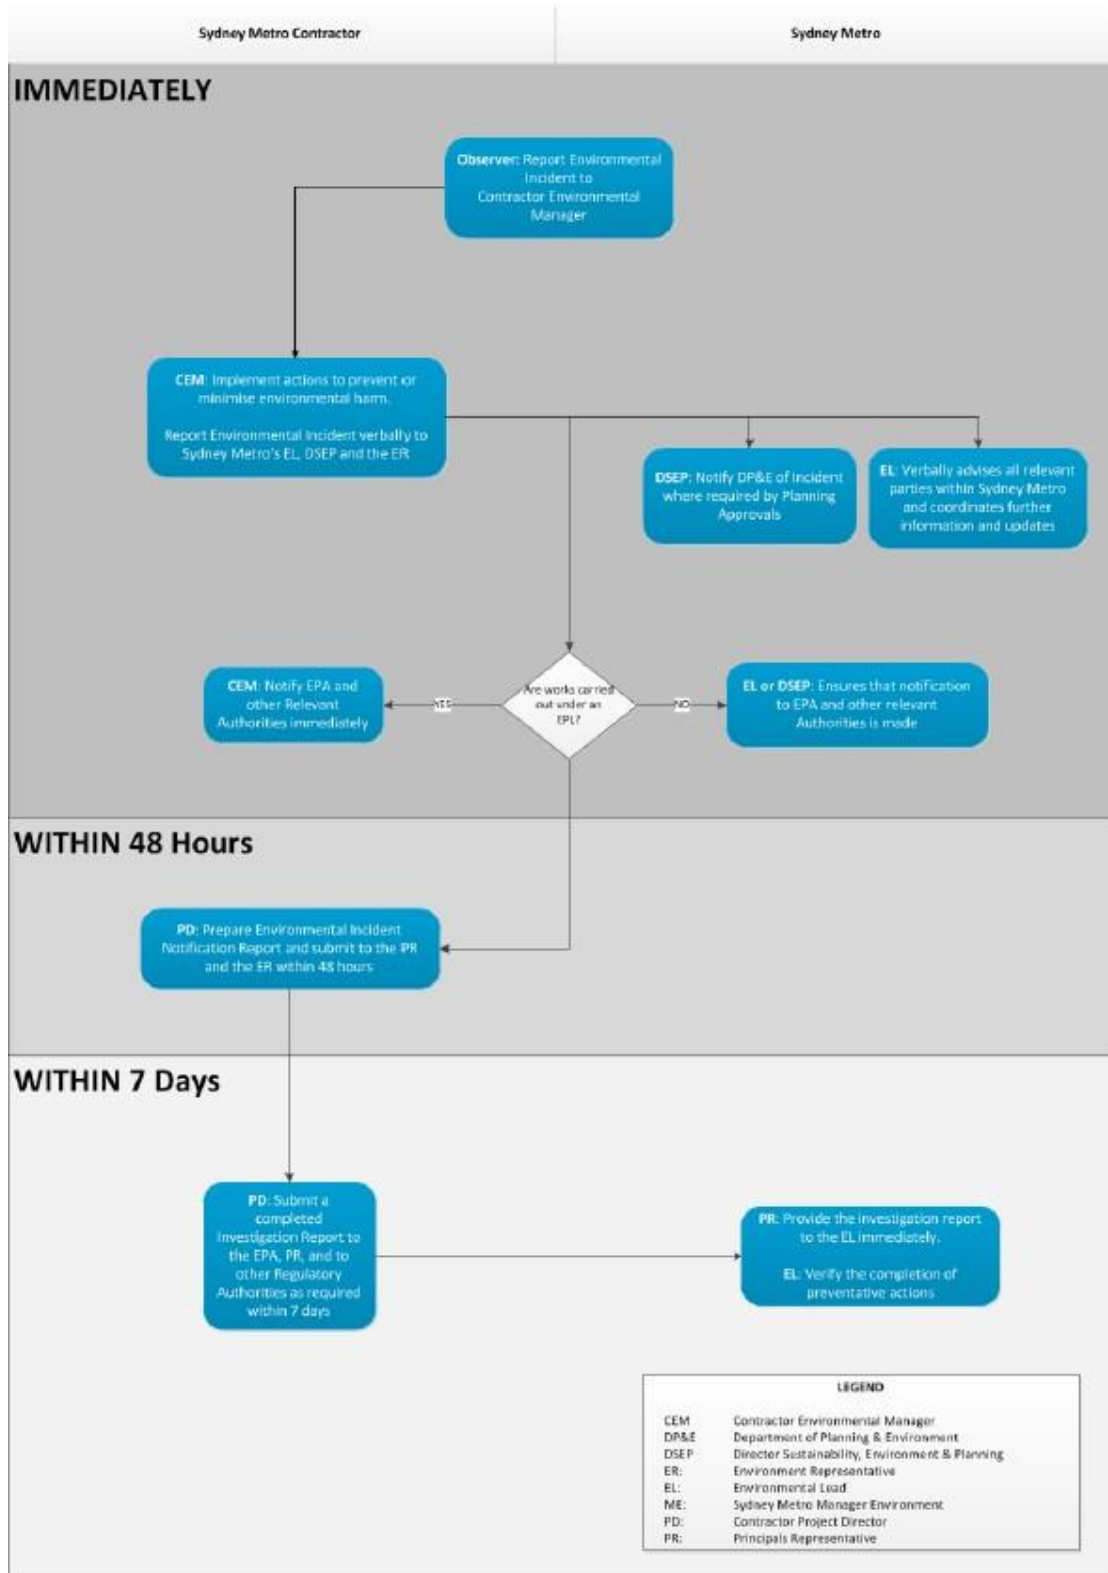 Sydney Metro Contractor
Sydney Metro
IMMEDIATELY
Observer: Report Environmental
Incident to
Contractor Environmental
Manager
CEM: Implement actions to prevent or
minimise environmental harm.
Report Environmental Incident verbally to
Sydney Metro's EL, DSEP and the ER
DSEP: Notify DP&E of Incident
where required by Planning
Approvals
EL: Verbally advises all relevant
parties within Sydney Metro
and coordinates further
information and updates
CEM: Notify EPA and
other Relevant
Authorities immediately
YES
Are works carried
out under an
EPL?
NO
EL or DSEP: Ensures that notification
to EPA and other relevant
Authorities is made
WITHIN 48 Hours
PD: Prepare Environmental Incident
Notification Report and submit to the PR
and the ER within 48 hours
WITHIN 7 Days
PD: Submit a
completed
Investigation Report to
the EPA, PR, and to
other Regulatory
Authorities as required
within 7 days
PR: Provide the investigation report
to the EL immediately.
EL: Verify the completion of
preventative actions
LEGEND
CEM Contractor Environmental Manager
DP&E Department of Planning & Environment
DSEP Director Sustainability, Environment & Planning
ER: Environment Representative
EL: Environmental Lead
ME: Sydney Metro Manager Environment
PD: Contractor Project Director
PR: Principals Representative